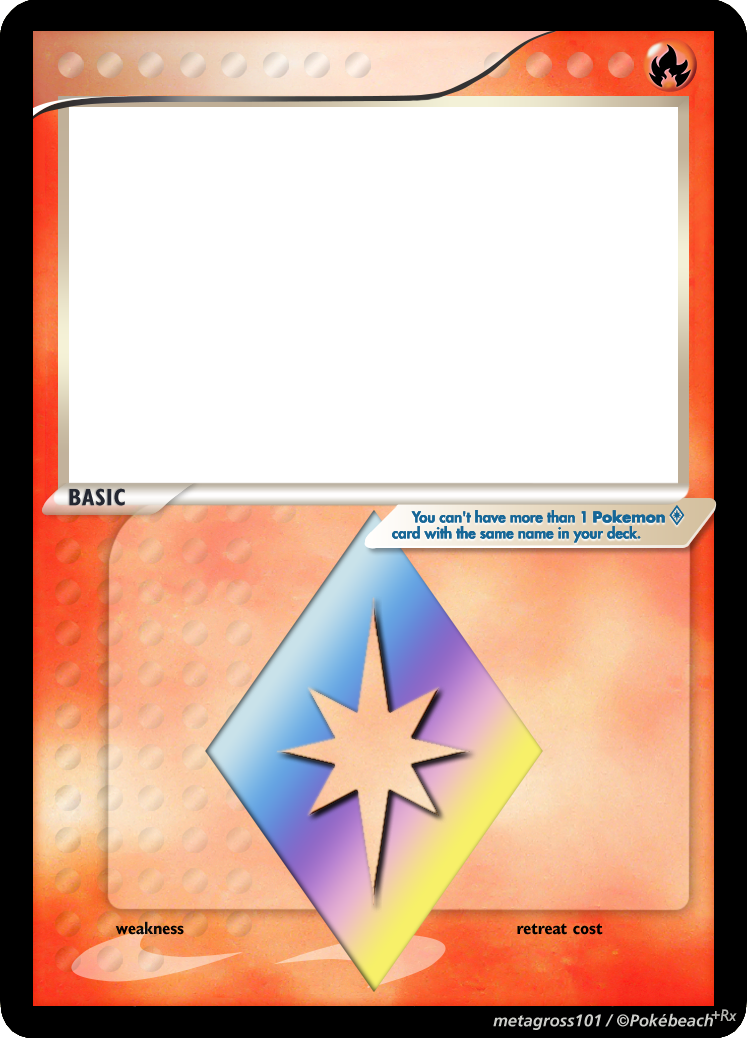 BASIC
You can't have more than 1 Pokemon
card with the same name in your deck.
weakness
retreat cost
metagross101 / ©Pokébeach+Rx